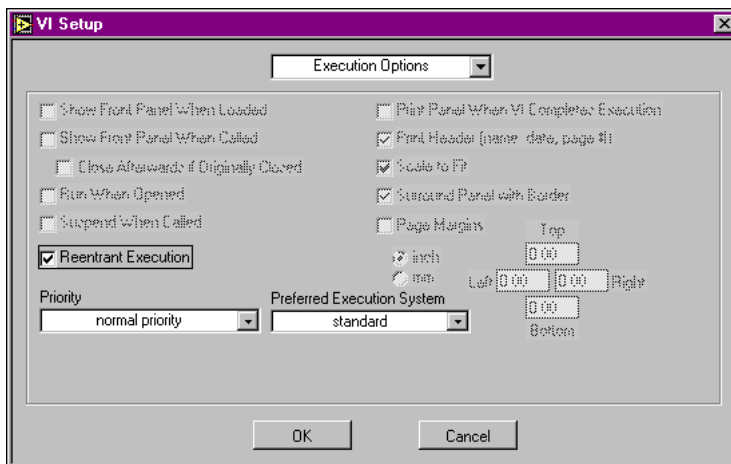 VI Setup
Execution Options
Show Front Panel When Loaded
Show Front Panel When Called
Close Afterwards if Originally Closed
Run When Opened
Suspend When Called
Reentrant Execution
Priority
normal priority
Preferred Execution System
standard
Print Panel When VI Completes Execution
Print Header (name, date, page #)
Scale to Fit
Surround Panel with Border
Page Margins
inch
mm
Top
0.00
Left 0.00 0.00 Right
0.00
Bottom
OK
Cancel